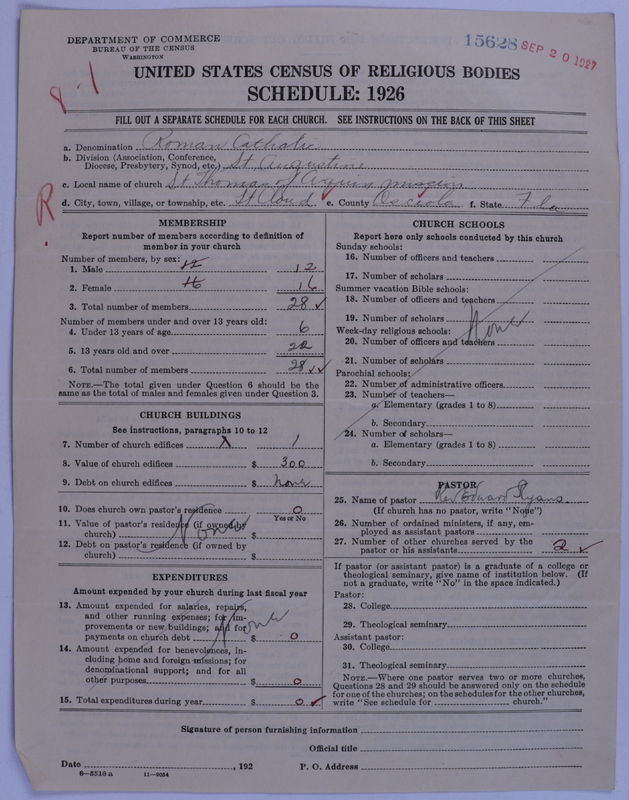 DEPARTMENT OF COMMERCE
BUREAU OF THE CENSUS
WASHINGTON
15628 SEP 20 1927
8-1
UNITED STATES CENSUS OF RELIGIOUS BODIES
SCHEDULE: 1926
FILL OUT A SEPARATE SCHEDULE FOR EACH CHURCH. SEE INSTRUCTIONS ON THE BACK OF THIS SHEET
a. Denomination Roman Catholic
b. Division (Association, Conference,
Diocese, Presbytery, Synod, etc.) St Augustine
c. Local name of church St Thomas of Aquins mission
R. d. City, town, village, or township, etc. St Cloud e. County Osceola f. State Fla
MEMBERSHIP
Report number of members according to definition of
member in your church
Number of members, by sex:
1. Male 12 12
2. Female 16 16
3. Total number of members 28 ✓
Number of members under and over 13 years old:
4. Under 13 years of age 6
5. 13 years old and over 22
6. Total number of members 28 ✓✓
NOTE.—The total given under Question 6 should be the
same as the total of males and females given under Question 3.
CHURCH BUILDINGS
See instructions, paragraphs 10 to 12
7. Number of church edifices 1
8. Value of church edifices $ 300
9. Debt on church edifices $ none
10. Does church own pastor's residence 0
Yes or No
11. Value of pastor's residence (if owned by
church) None $
12. Debt on pastor's residence (if owned by
church) $
EXPENDITURES
Amount expended by your church during last fiscal year
13. Amount expended for salaries, repairs,
and other running expenses; for im-
provements or new buildings; and for None
payments on church debt $ 0
14. Amount expended for benevolences, in-
cluding home and foreign missions; for
denominational support; and for all
other purposes $ 0
15. Total expenditures during year $ 0 ✓
CHURCH SCHOOLS
Report here only schools conducted by this church
Sunday schools:
16. Number of officers and teachers
17. Number of scholars
Summer vacation Bible schools:
18. Number of officers and teachers
19. Number of scholars None
Week-day religious schools:
20. Number of officers and teachers
21. Number of scholars
Parochial schools:
22. Number of administrative officers
23. Number of teachers—
a. Elementary (grades 1 to 8)
b. Secondary
24. Number of scholars—
a. Elementary (grades 1 to 8)
b. Secondary
PASTOR
25. Name of pastor Rev Edward Ryans
(If church has no pastor, write "None")
26. Number of ordained ministers, if any, em-
ployed as assistant pastors
27. Number of other churches served by the
pastor or his assistants 2 ✓
If pastor (or assistant pastor) is a graduate of a college or
theological seminary, give name of institution below. (If
not a graduate, write "No" in the space indicated.)
Pastor:
28. College
29. Theological seminary
Assistant pastor:
30. College
31. Theological seminary
NOTE.—Where one pastor serves two or more churches,
Questions 28 and 29 should be answered only on the schedule
for one of the churches; on the schedules for the other churches,
write "See schedule for church."
Signature of person furnishing information
Official title
Date , 192 P. O. Address
8-5518 a 11-9054